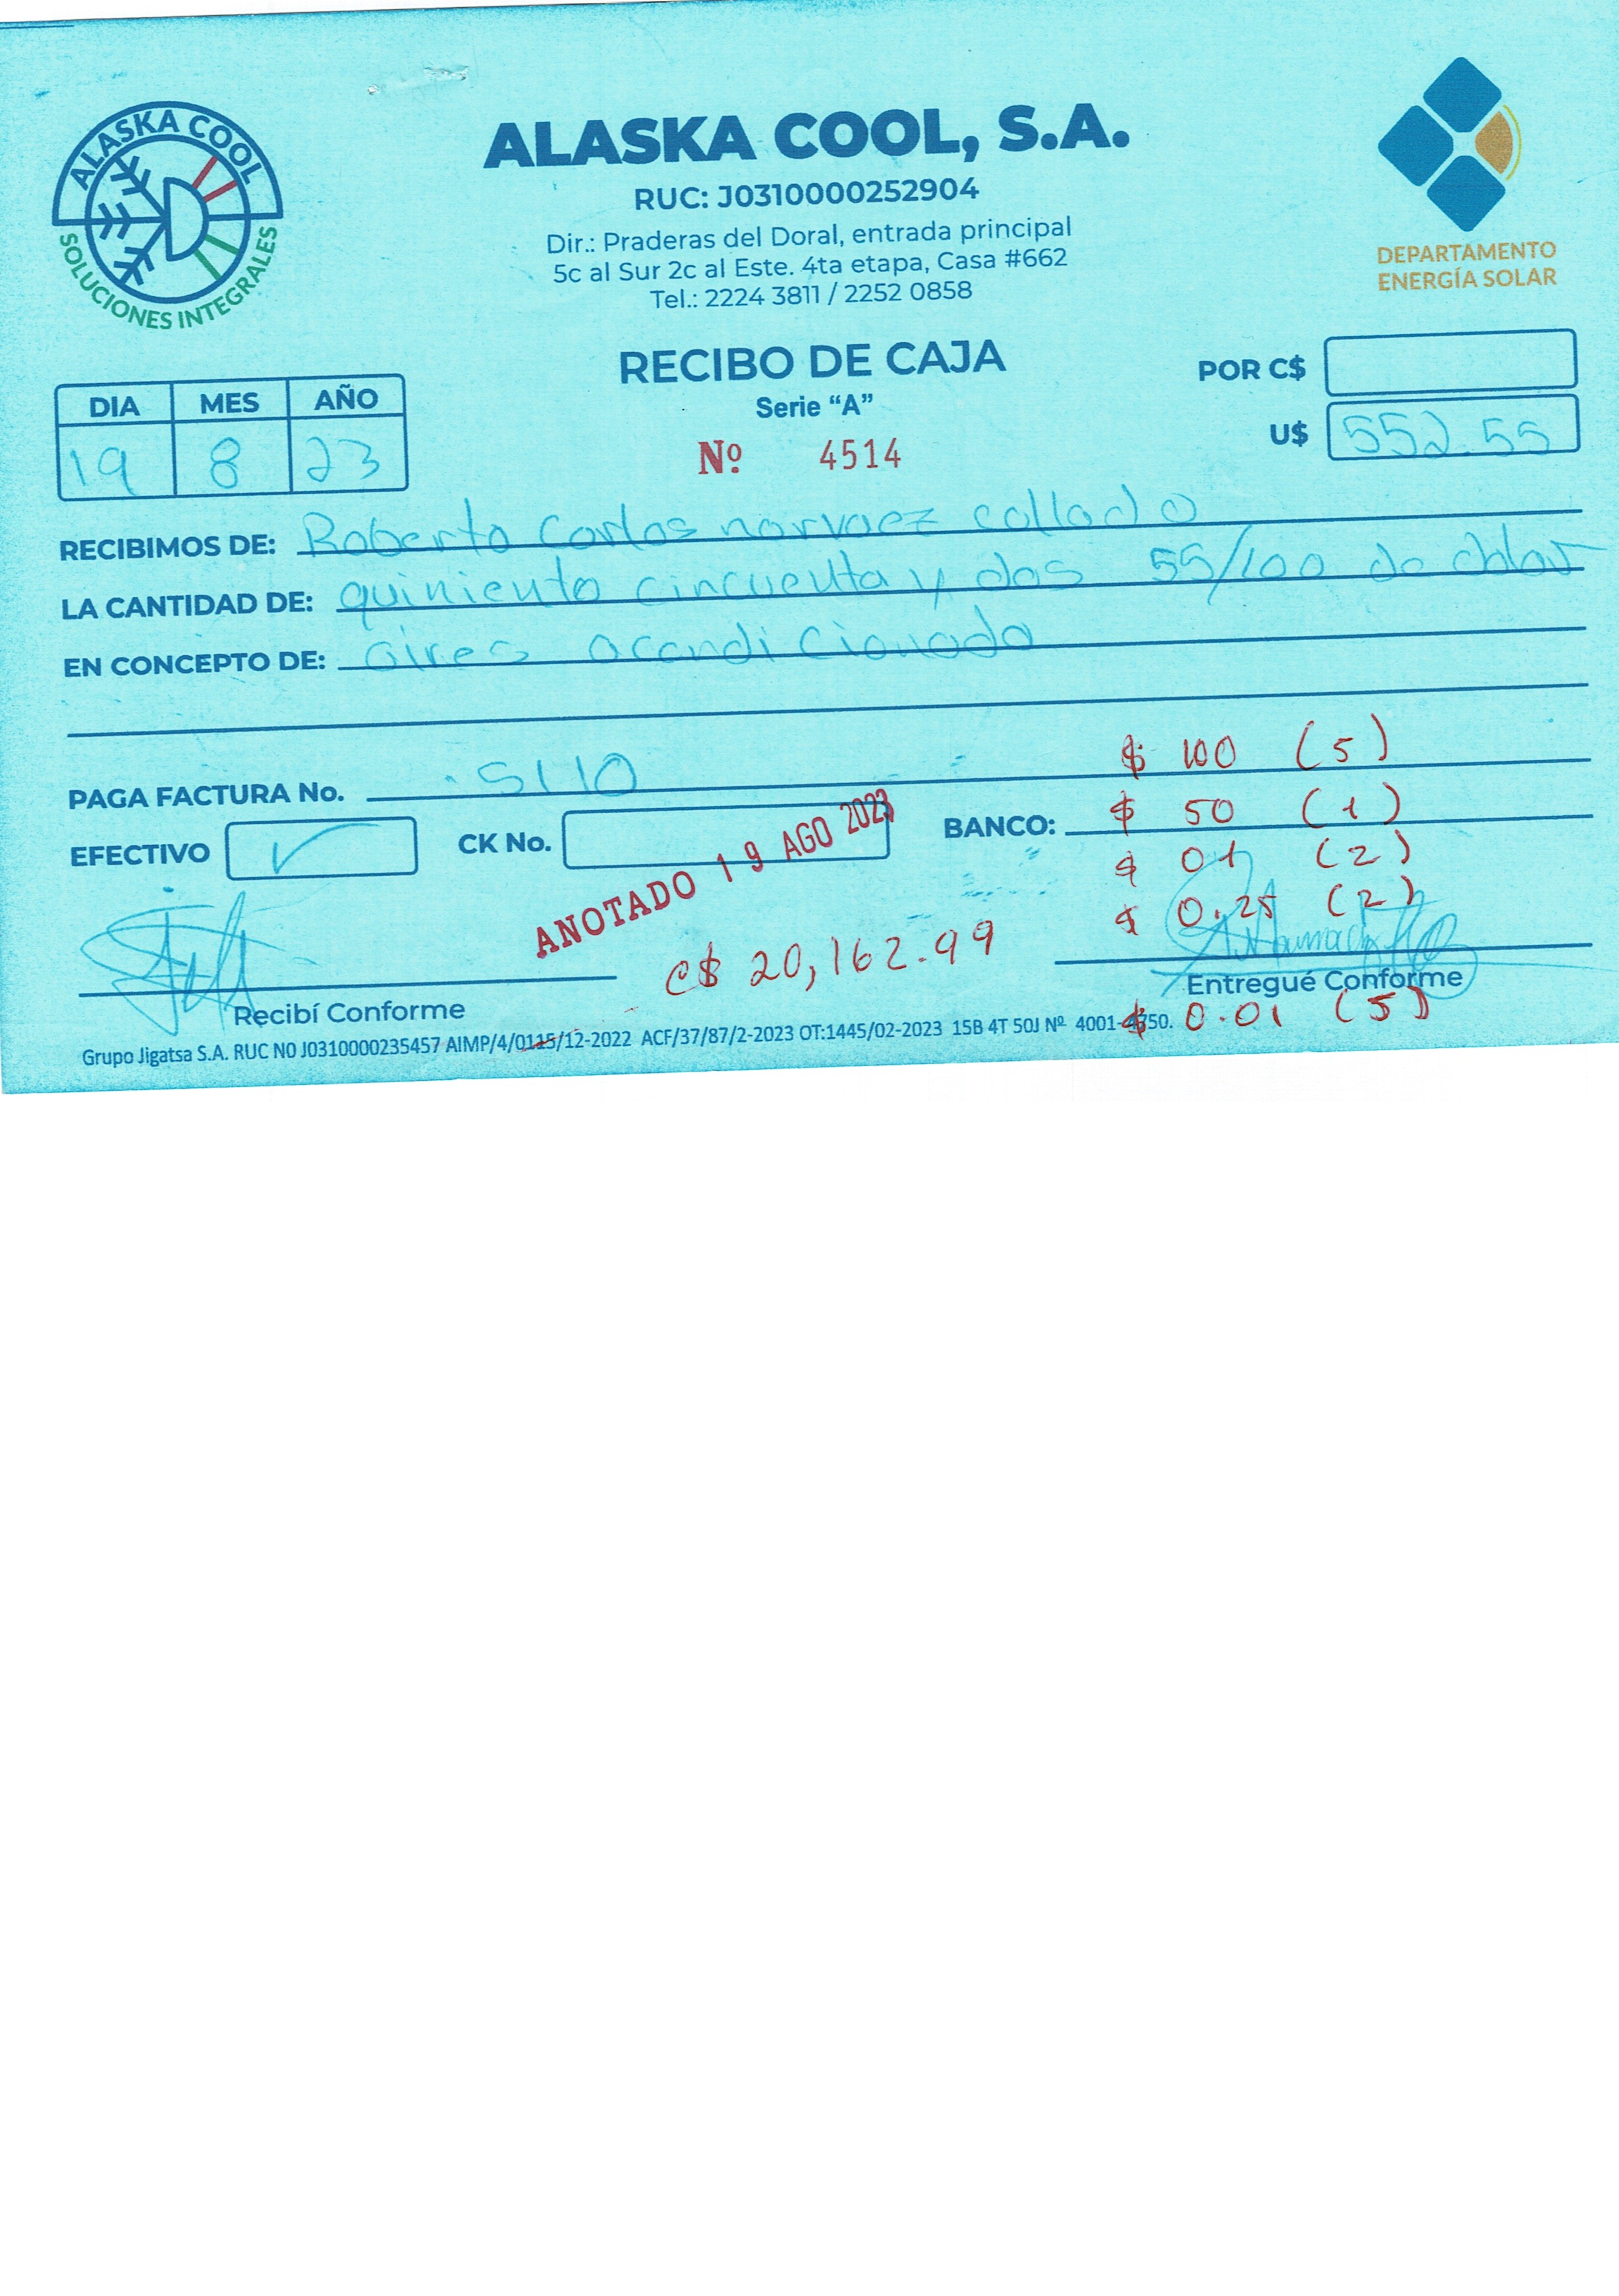 ALASKA COOL
SOLUCIONES INTEGRALES
ALASKA COOL, S.A.
RUC: J0310000252904
Dir.: Praderas del Doral, entrada principal
5c al Sur 2c al Este. 4ta etapa, Casa #662
Tel.: 2224 3811 / 2252 0858
DEPARTAMENTO
ENERGÍA SOLAR
RECIBO DE CAJA
Serie “A”
Nº 4514
POR C$
U$ 552.55
DIA MES AÑO
19 8 23
RECIBIMOS DE: Roberto Carlos narvaez collado
LA CANTIDAD DE: quiniento cincuenta y dos 55/100 de
EN CONCEPTO DE: aires acondicionado
PAGA FACTURA No. 5110
$ 100 (5)
EFECTIVO ✓ CK No. BANCO: $ 50 (1)
$ 01 (2)
$ 0.25 (2)
ANOTADO 19 AGO 2023
C$ 20,162.99
Recibí Conforme
Entregué Conforme
$ 0.01 (5)
Grupo Jigatsa S.A. RUC N0 J0310000235457 AIMP/4/0115/12-2022 ACF/37/87/2-2023 OT:1445/02-2023 15B 4T 50J Nº 4001-4750.